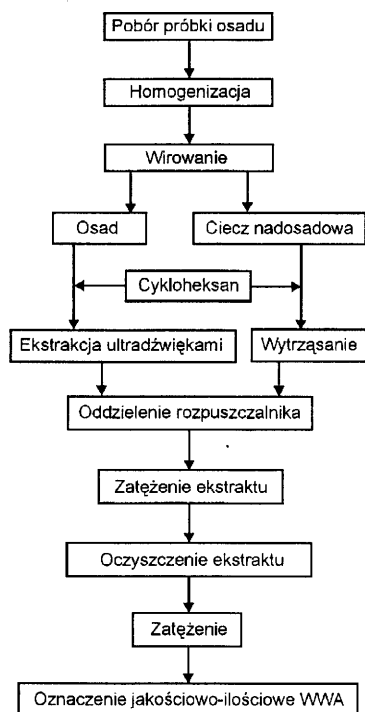 Pobór próbki osadu
Homogenizacja
Wirowanie
Osad
Ciecz nadosadowa
Cykloheksan
Ekstrakcja ultradźwiękami
Wytrząsanie
Oddzielenie rozpuszczalnika
Zatężenie ekstraktu
Oczyszczenie ekstraktu
Zatężenie
Oznaczenie jakościowo-ilościowe WWA